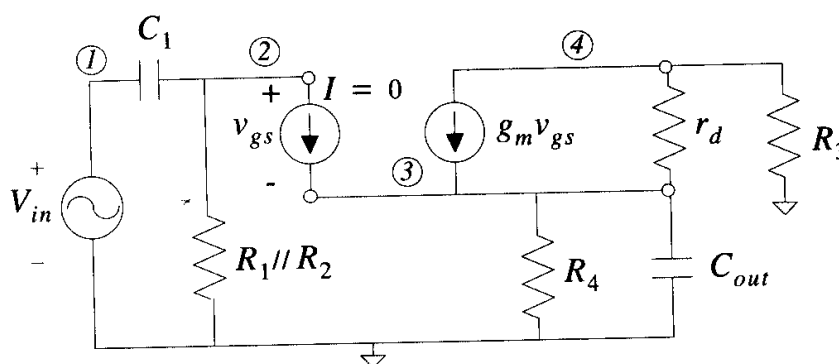 C1
1
2
4
+ I = 0
vgs
gmvgs
rd
R3
3
-
+
Vin
–
R1 // R2
R4
Cout